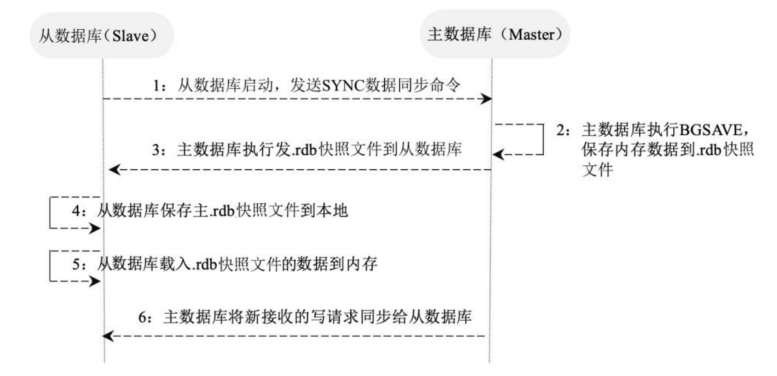 从数据库（Slave）
主数据库（Master）
1：从数据库启动，发送SYNC数据同步命令
2：主数据库执行BGSAVE，
保存内存数据到.rdb快照
文件
3：主数据库执行发.rdb快照文件到从数据库
4：从数据库保存主.rdb快照文件到本地
5：从数据库载入.rdb快照文件的数据到内存
6：主数据库将新接收的写请求同步给从数据库